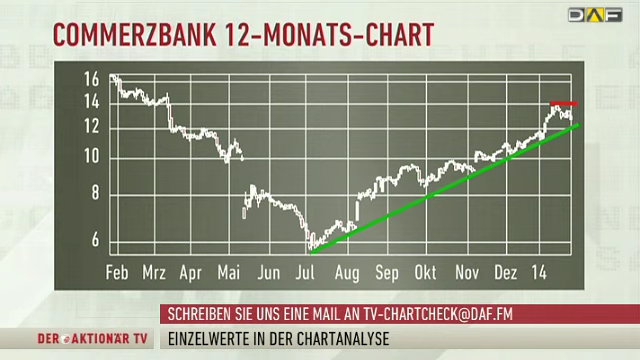 DAF
COMMERZBANK 12-MONATS-CHART
16
14
12
10
8
6
Feb Mrz Apr Mai Jun Jul Aug Sep Okt Nov Dez 14
SCHREIBEN SIE UNS EINE MAIL AN TV-CHARTCHECK@DAF.FM
DER AKTIONÄR TV EINZELWERTE IN DER CHARTANALYSE